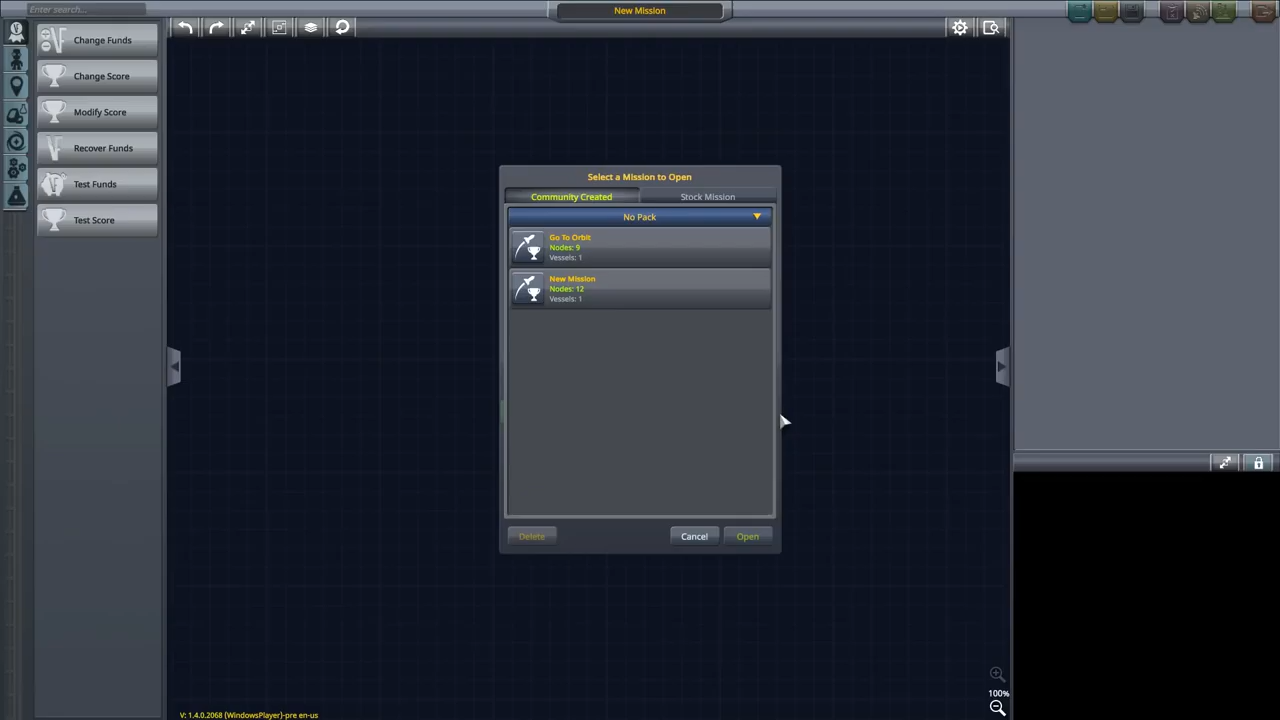 Enter search...
New Mission
Change Funds
Change Score
Modify Score
Recover Funds
Test Funds
Test Score
Select a Mission to Open
Community Created
Stock Mission
No Pack
Go To Orbit
Nodes: 9
Vessels: 1
New Mission
Nodes: 12
Vessels: 1
Delete
Cancel
Open
100%
V: 1.4.0.2068 (WindowsPlayer)-pre en-us